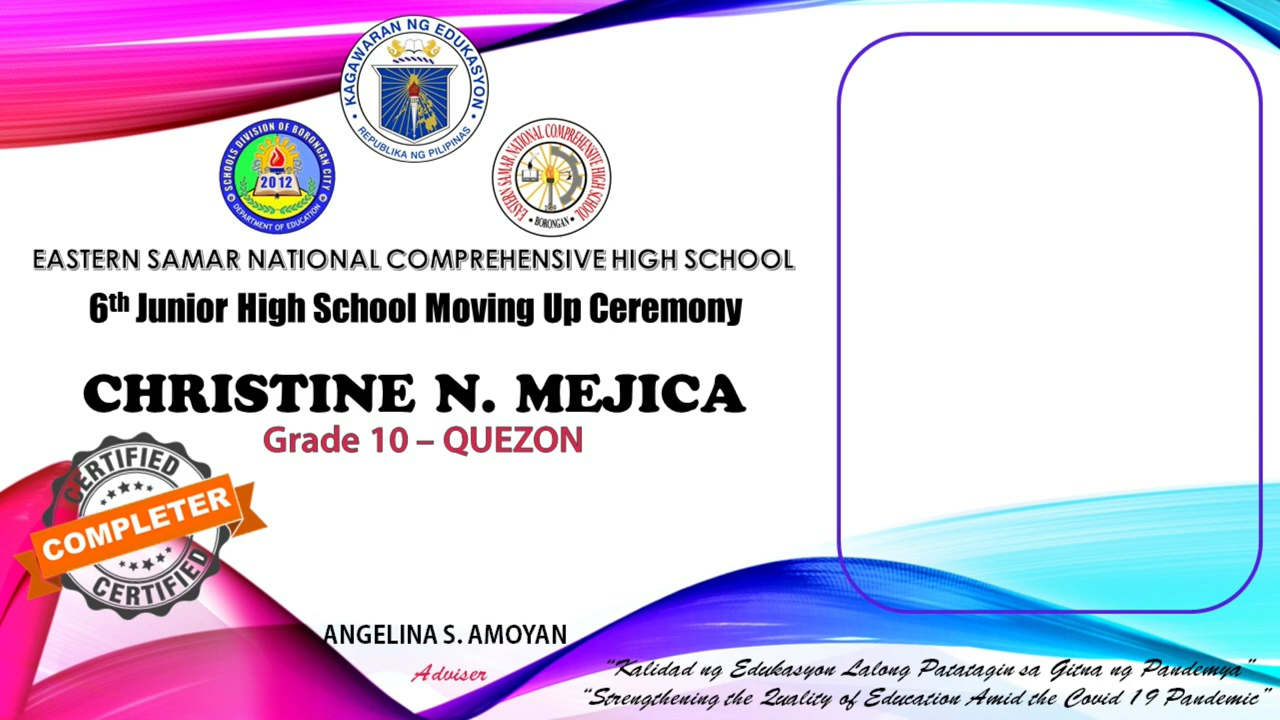 KAGAWARAN NG EDUKASYON
REPUBLIKA NG PILIPINAS
SCHOOLS DIVISION OF BORONGAN CITY
2012
DEPARTMENT OF EDUCATION
EASTERN SAMAR NATIONAL COMPREHENSIVE HIGH SCHOOL
1960
BORONGAN
EASTERN SAMAR NATIONAL COMPREHENSIVE HIGH SCHOOL
6th Junior High School Moving Up Ceremony
CHRISTINE N. MEJICA
Grade 10 – QUEZON
CERTIFIED
COMPLETER
CERTIFIED
ANGELINA S. AMOYAN
Adviser
“Kalidad ng Edukasyon Lalong Patatagin sa Gitna ng Pandemya”
“Strengthening the Quality of Education Amid the Covid 19 Pandemic”